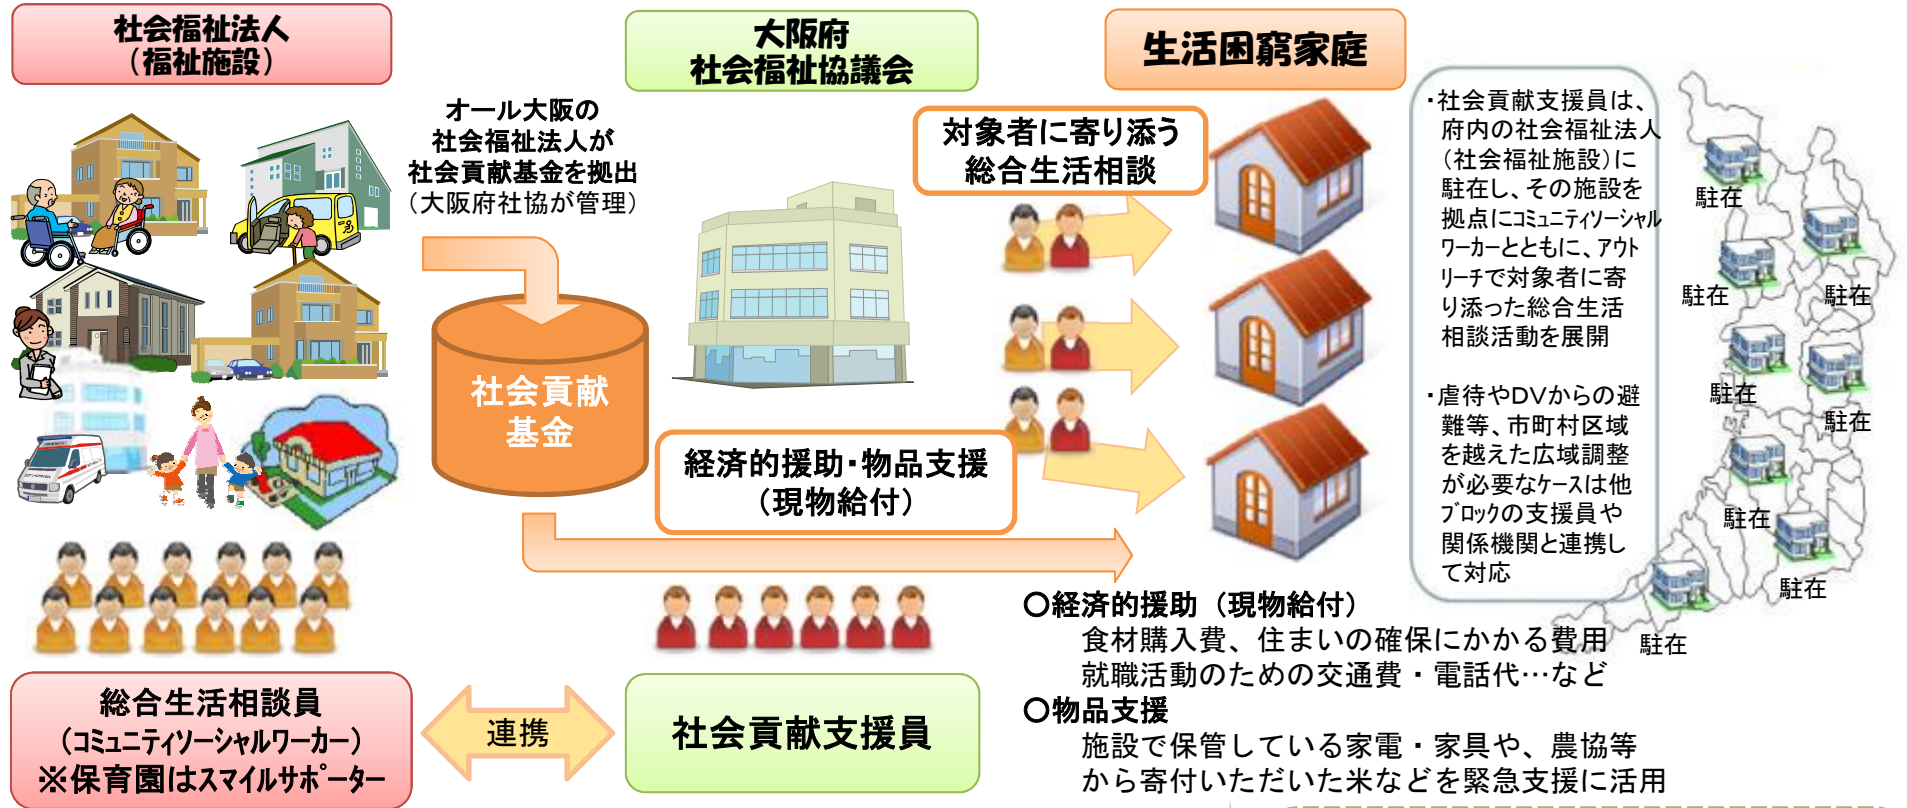 社会福祉法人
（福祉施設）
大阪府
社会福祉協議会
生活困窮家庭
オール大阪の
社会福祉法人が
社会貢献基金を拠出
（大阪府社協が管理）
社会貢献
基金
対象者に寄り添う
総合生活相談
経済的援助・物品支援
（現物給付）
・社会貢献支援員は、
府内の社会福祉法人
（社会福祉施設）に
駐在し、その施設を
拠点にコミュニティソーシャル
ワーカーとともに、アウト
リーチで対象者に寄
り添った総合生活
相談活動を展開
・虐待やDVからの避
難等、市町村区域
を越えた広域調整
が必要なケースは他
ブロックの支援員や
関係機関と連携し
て対応
駐在
駐在
駐在
駐在
駐在
駐在
駐在
駐在
総合生活相談員
（コミュニティソーシャルワーカー）
※保育園はスマイルサポーター
連携
社会貢献支援員
〇経済的援助（現物給付）
食材購入費、住まいの確保にかかる費用
就職活動のための交通費・電話代…など
〇物品支援
施設で保管している家電・家具や、農協等
から寄付いただいた米などを緊急支援に活用